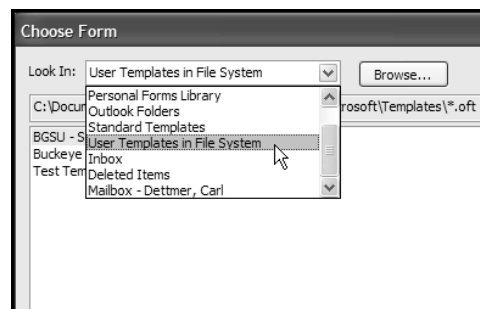 Choose Form
Look In: User Templates in File System Browse...
C:\Docum rosoft\Templates\*.oft
Personal Forms Library
Outlook Folders
Standard Templates
User Templates in File System
Inbox
Deleted Items
Mailbox - Dettmer, Carl
BGSU - S
Buckeye
Test Tem